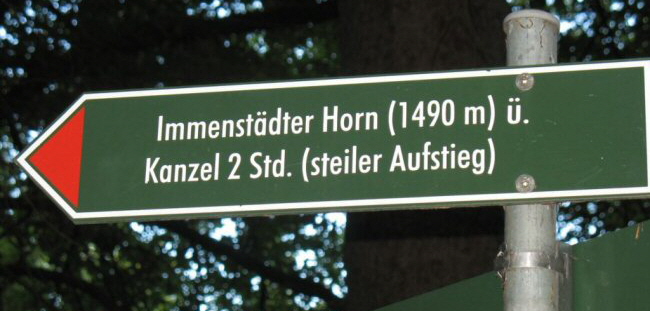 Immenstädter Horn (1490 m) ü.
Kanzel 2 Std. (steiler Aufstieg)